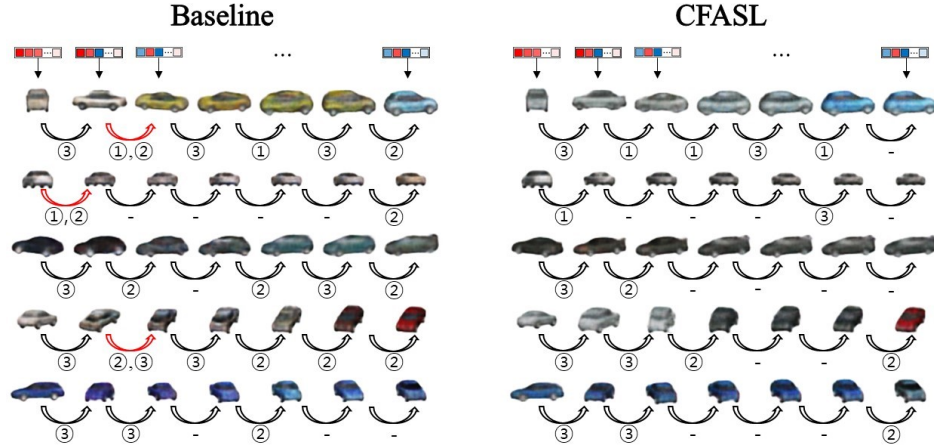 Baseline
CFASL
...
...
③ ①,② ③ ① ③ ②
③ ① ① ③ ① -
①,② - - - - ②
① - - - ③ -
③ ② - ② ③ ②
③ ② - - - -
③ ②,③ ③ ② ② ②
③ ③ ② - - ②
③ ③ - ② - -
③ ③ - - - ②